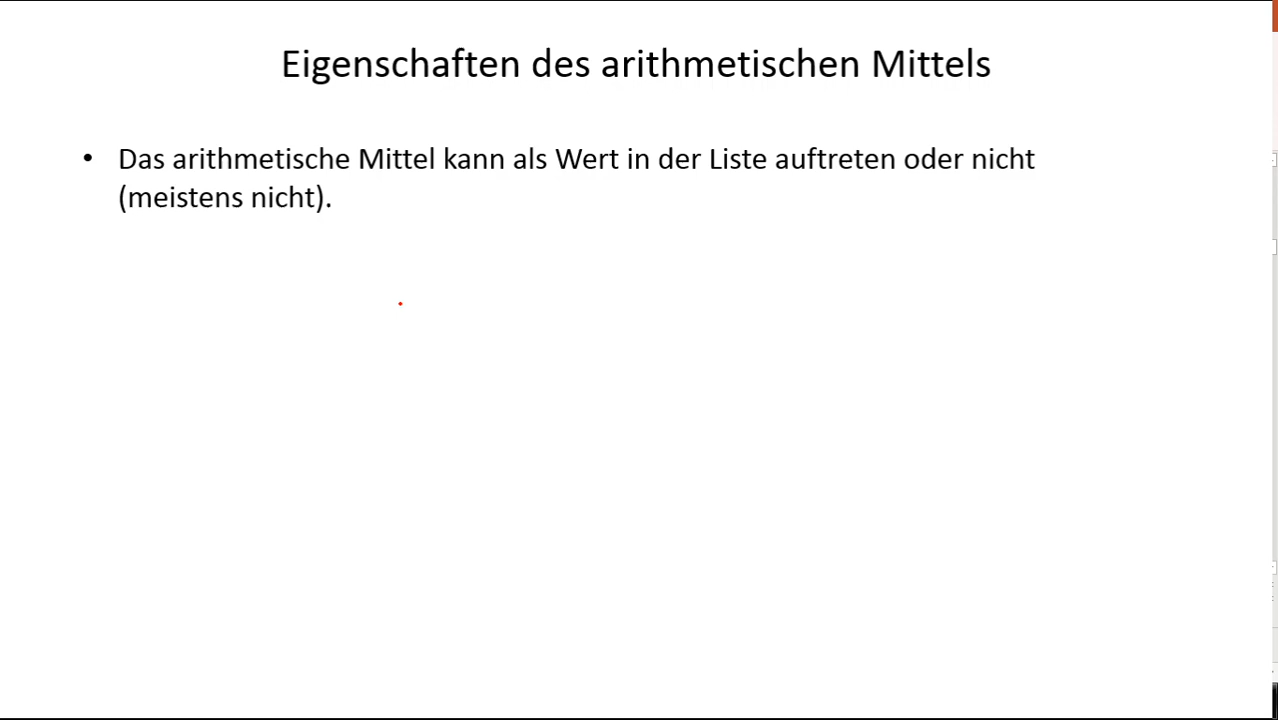 Eigenschaften des arithmetischen Mittels
• Das arithmetische Mittel kann als Wert in der Liste auftreten oder nicht
(meistens nicht).